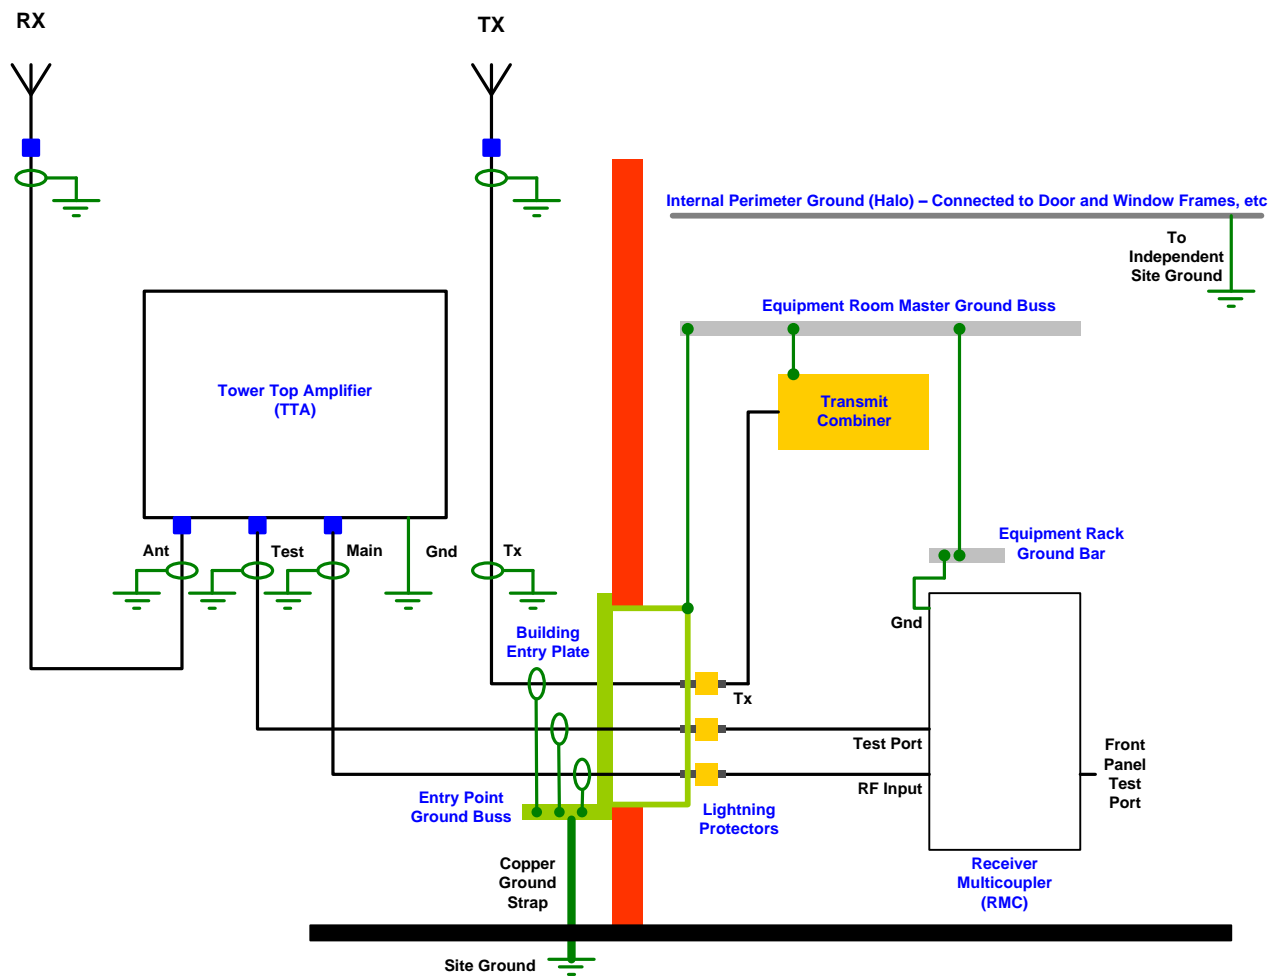 RX
TX
Internal Perimeter Ground (Halo) – Connected to Door and Window Frames, etc
To
Independent
Site Ground
Equipment Room Master Ground Buss
Tower Top Amplifier
(TTA)
Transmit
Combiner
Equipment Rack
Ground Bar
Ant
Test
Main
Gnd
Tx
Gnd
Building
Entry Plate
Tx
Test Port
Front
Panel
Test
Port
RF Input
Entry Point
Ground Buss
Lightning
Protectors
Copper
Ground
Strap
Receiver
Multicoupler
(RMC)
Site Ground